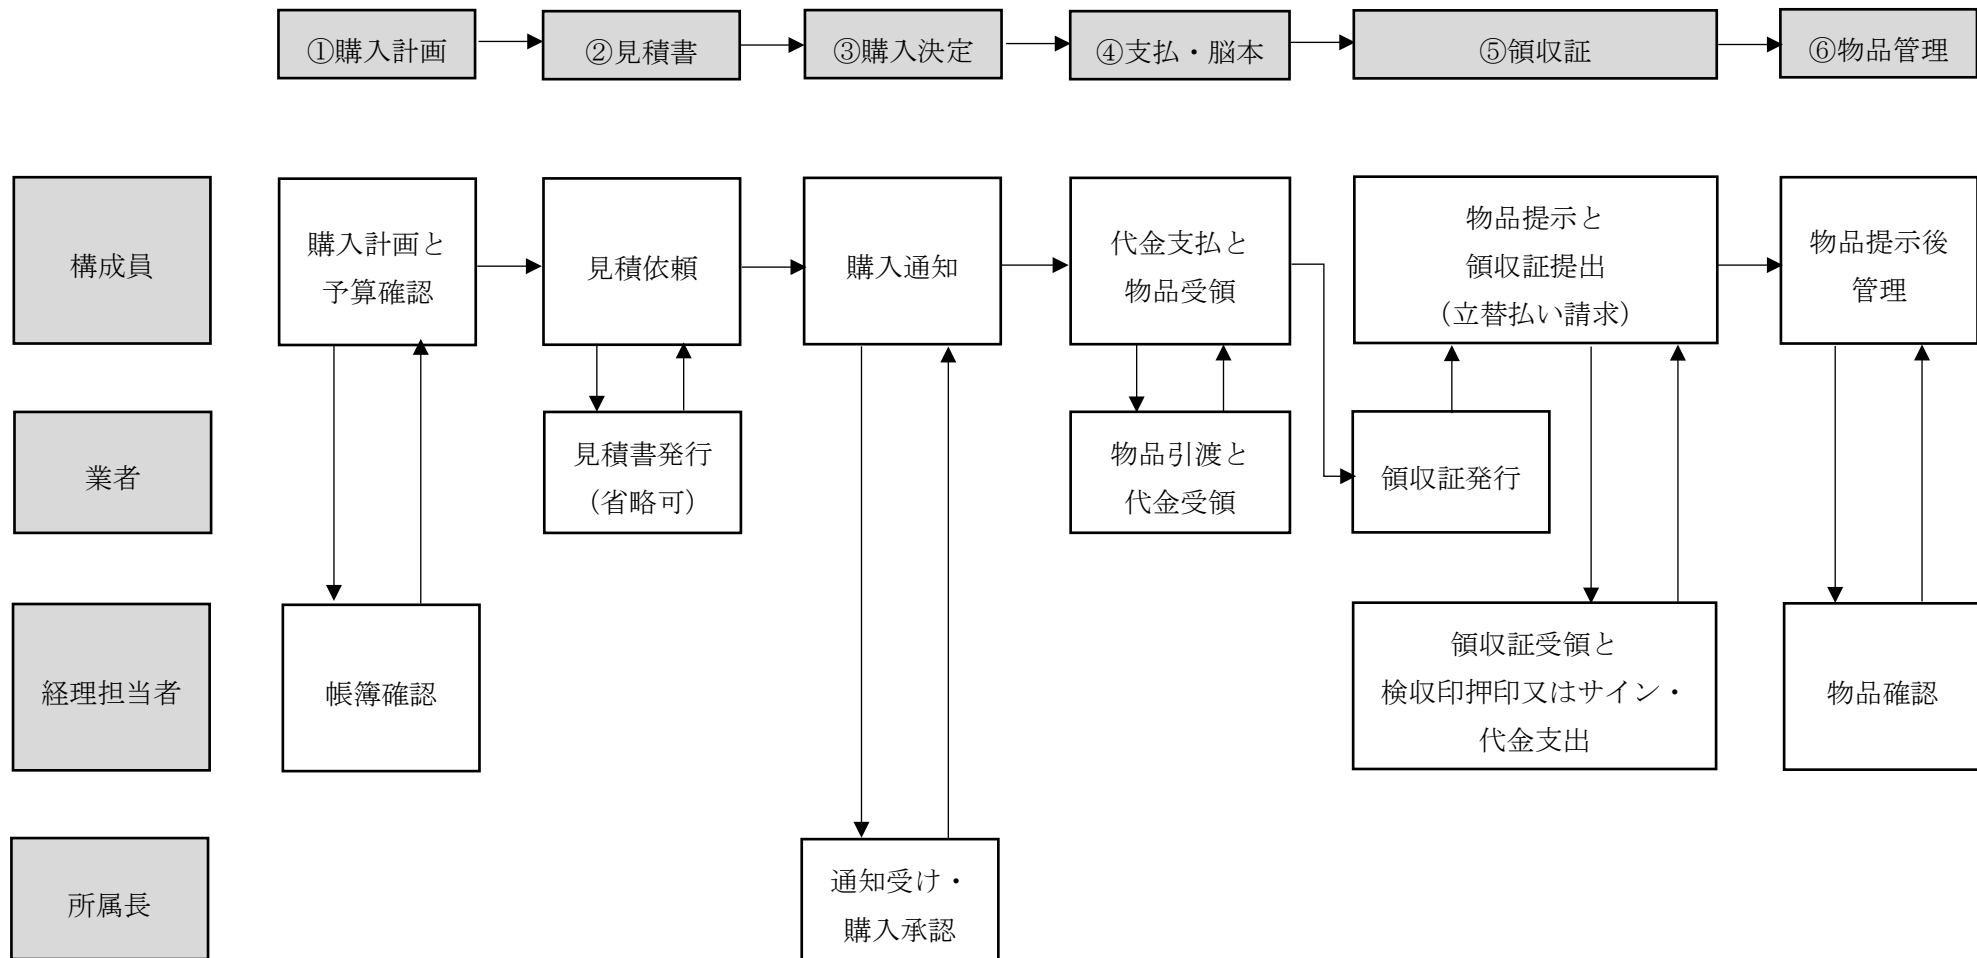 ①購入計画
②見積書
③購入決定
④支払・脳本
⑤領収証
⑥物品管理
構成員
購入計画と
予算確認
見積依頼
購入通知
代金支払と
物品受領
物品提示と
領収証提出
（立替払い請求）
物品提示後
管理
業者
見積書発行
（省略可）
物品引渡と
代金受領
領収証発行
経理担当者
帳簿確認
領収証受領と
検収印押印又はサイン・
代金支出
物品確認
所属長
通知受け・
購入承認